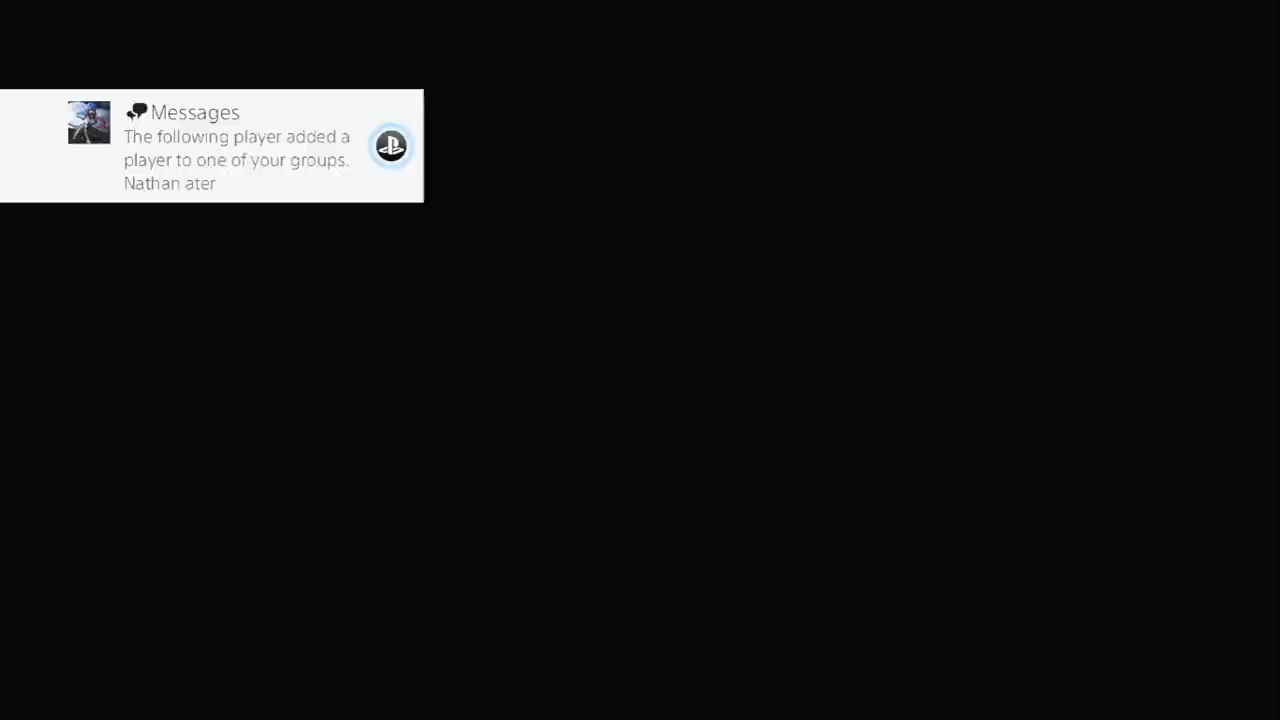 Messages
The following player added a
player to one of your groups.
Nathan ater